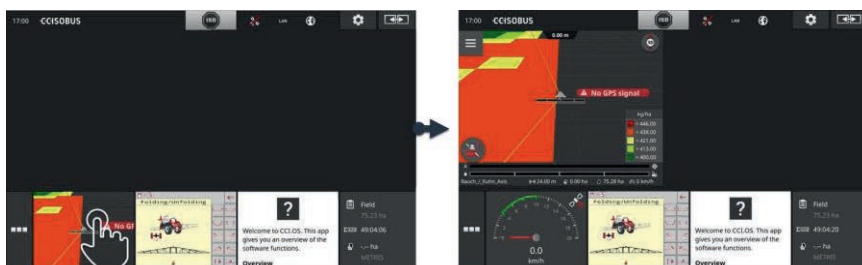 17:00 CCISOBUS
ISB
LAN
No GP
Folding/Unfolding
?
Welcome to CCI.OS. This app
gives you an overview of the
software functions.
Overview
Field
75.23 ha
49:04:06
-.-- ha
METRIS
17:00 CCISOBUS
ISB
LAN
0.00 m
No GPS signal
kg/ha
≈ 446.00
≈ 438.00
≈ 421.00
≈ 413.00
≈ 400.00
Rauch_/_Kuhn_Axis 24.00 m 0.00 ha 75.28 ha 0 km/h
0.0
km/h
Folding/Unfolding
?
Welcome to CCI.OS. This app
gives you an overview of the
software functions.
Overview
Field
75.23 ha
49:04:20
-.-- ha
METRIS